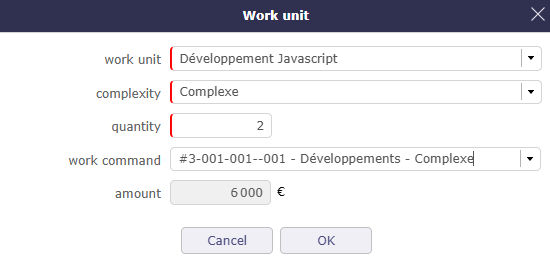 Work unit
work unit Développement Javascript
complexity Complexe
quantity 2
work command #3-001-001--001 - Développements - Complexe
amount 6 000 €
Cancel OK